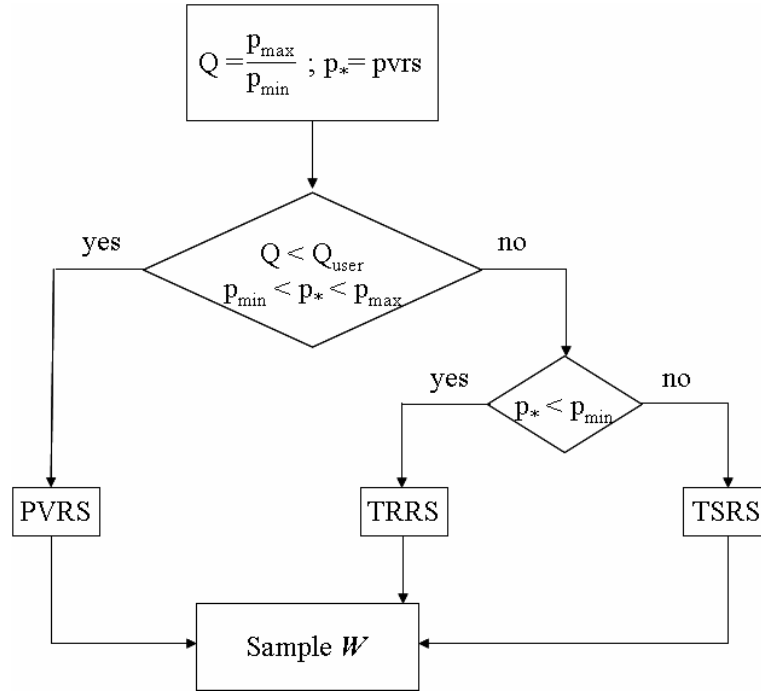 Q = p_max / p_min ; p_* = pvrs
yes
no
Q < Q_user
p_min < p_* < p_max
yes
no
p_* < p_min
PVRS
TRRS
TSRS
Sample W